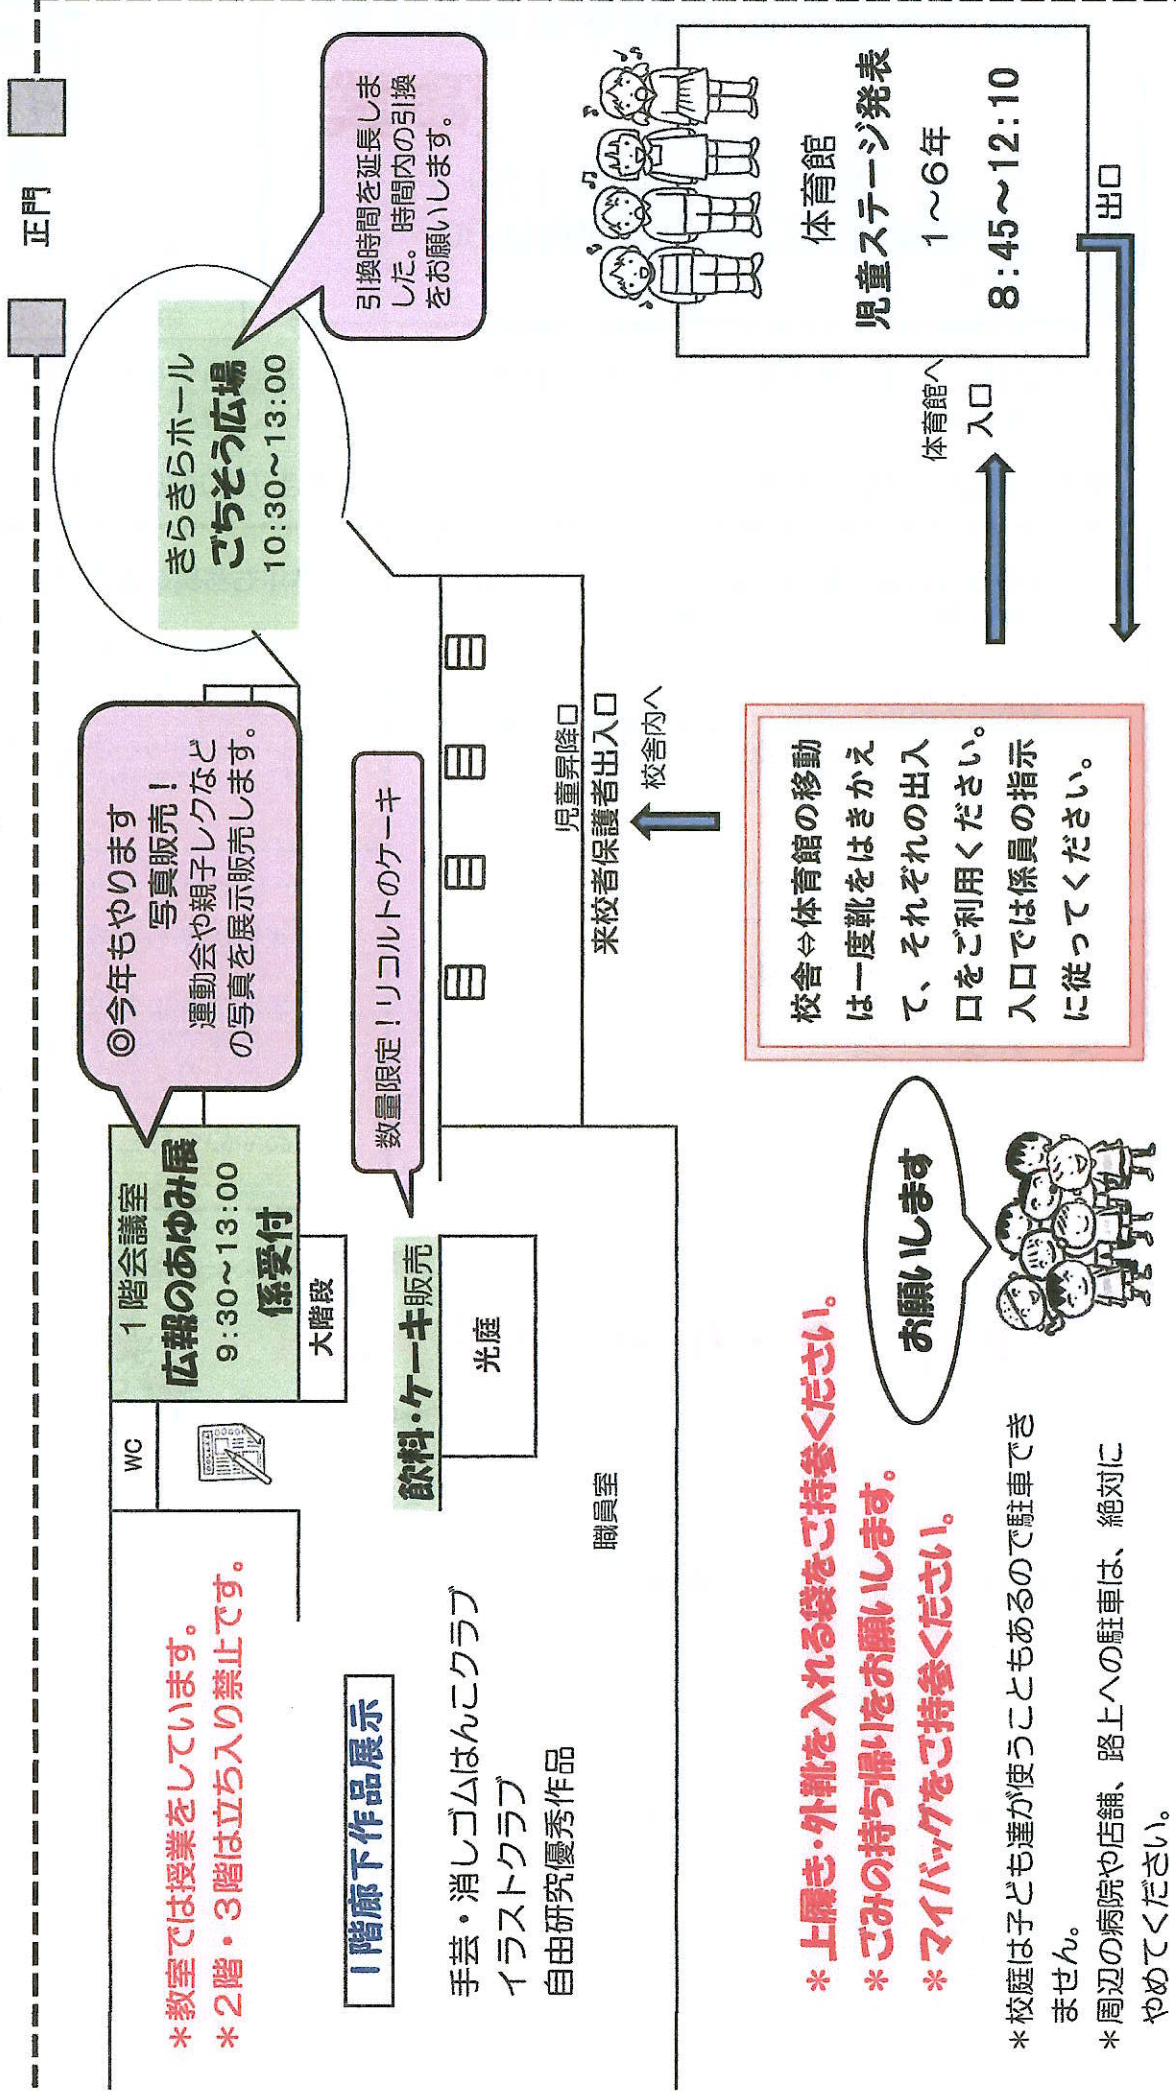 正門
◎今年もやります
写真販売！
運動会や親子レクなど
の写真を展示販売します。
きらきらホール
ごちそう広場
10:30～13:00
引換時間を延長しま
した。時間内の引換
をお願いします。
WC
1階会議室
広報のあゆみ展
9:30～13:00
係受付
大階段
＊教室では授業をしています。
＊2階・3階は立ち入り禁止です。
数量限定！リコルトのケーキ
飲料・ケーキ販売
光庭
1階廊下作品展示
手芸・消しゴムはんこクラブ
イラストクラブ
自由研究優秀作品
職員室
児童昇降口
来校者保護者出入口
校舎内へ
体育館
児童ステージ発表
1～6年
8:45～12:10
体育館へ
入口
出口
校舎⇔体育館の移動
は一度靴をはきかえ
て、それぞれの出入
口をご利用ください。
入口では係員の指示
に従ってください。
＊上履き・外靴を入れる袋をご持参ください。
＊ごみの持ち帰りをお願いします。
＊マイバッグをご持参ください。
お願いします
＊校庭は子ども達が使うこともあるので駐車でき
ません。
＊周辺の病院や店舗、路上への駐車は、絶対に
やめてください。